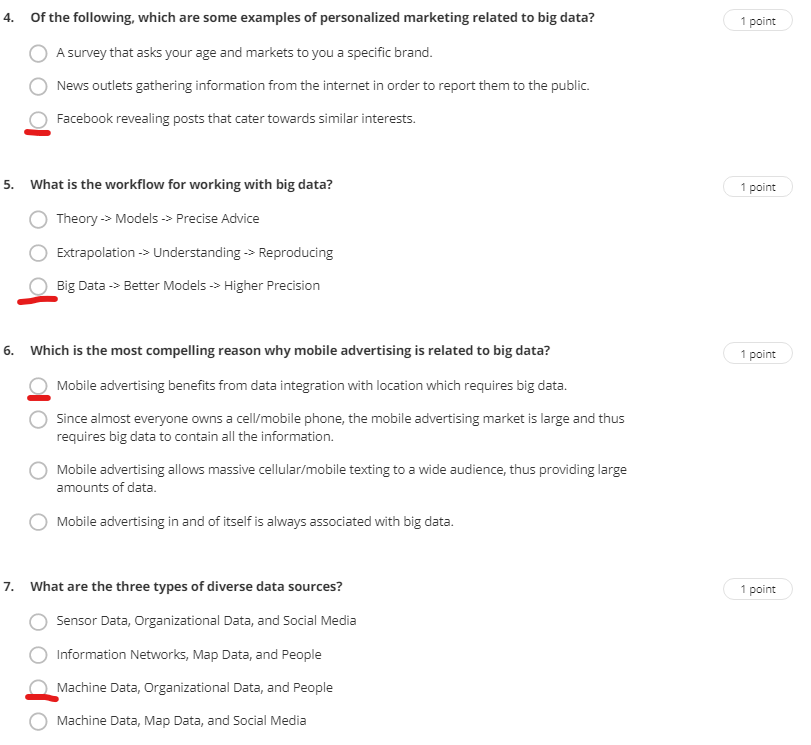 4. Of the following, which are some examples of personalized marketing related to big data? 1 point
A survey that asks your age and markets to you a specific brand.
News outlets gathering information from the internet in order to report them to the public.
Facebook revealing posts that cater towards similar interests.
5. What is the workflow for working with big data? 1 point
Theory -> Models -> Precise Advice
Extrapolation -> Understanding -> Reproducing
Big Data -> Better Models -> Higher Precision
6. Which is the most compelling reason why mobile advertising is related to big data? 1 point
Mobile advertising benefits from data integration with location which requires big data.
Since almost everyone owns a cell/mobile phone, the mobile advertising market is large and thus
requires big data to contain all the information.
Mobile advertising allows massive cellular/mobile texting to a wide audience, thus providing large
amounts of data.
Mobile advertising in and of itself is always associated with big data.
7. What are the three types of diverse data sources? 1 point
Sensor Data, Organizational Data, and Social Media
Information Networks, Map Data, and People
Machine Data, Organizational Data, and People
Machine Data, Map Data, and Social Media